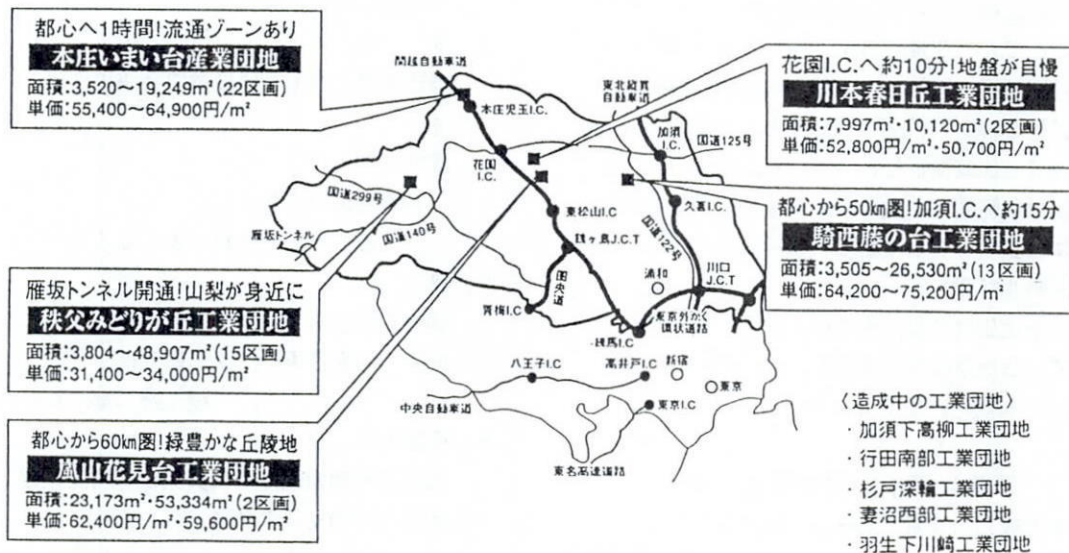 都心へ1時間!流通ゾーンあり
本庄いまい台産業団地
面積:3,520〜19,249m²(22区画)
単価:55,400〜64,900円/m²
雁坂トンネル開通!山梨が身近に
秩父みどりが丘工業団地
面積:3,804〜48,907m²(15区画)
単価:31,400〜34,000円/m²
都心から60km圏!緑豊かな丘陵地
嵐山花見台工業団地
面積:23,173m²・53,334m²(2区画)
単価:62,400円/m²・59,600円/m²
関越自動車道
本庄児玉I.C.
花園
I.C.
国道299号
雁坂トンネル
国道140号
東松山I.C
鶴ヶ島J.C.T
圏央道
青梅I.C
東北縦貫
自動車道
加須
I.C.
国道125号
久喜I.C.
国道122号
浦和
川口
J.C.T
東京外かく
環状道路
練馬I.C
八王子I.C
高井戸I.C
新宿
東京
中央自動車道
東京I.C
東名高速道路
花園I.C.へ約10分!地盤が自慢
川本春日丘工業団地
面積:7,997m²・10,120m²(2区画)
単価:52,800円/m²・50,700円/m²
都心から50km圏!加須I.C.へ約15分
騎西藤の台工業団地
面積:3,505〜26,530m²(13区画)
単価:64,200〜75,200円/m²
〈造成中の工業団地〉
・加須下高柳工業団地
・行田南部工業団地
・杉戸深輪工業団地
・妻沼西部工業団地
・羽生下川崎工業団地